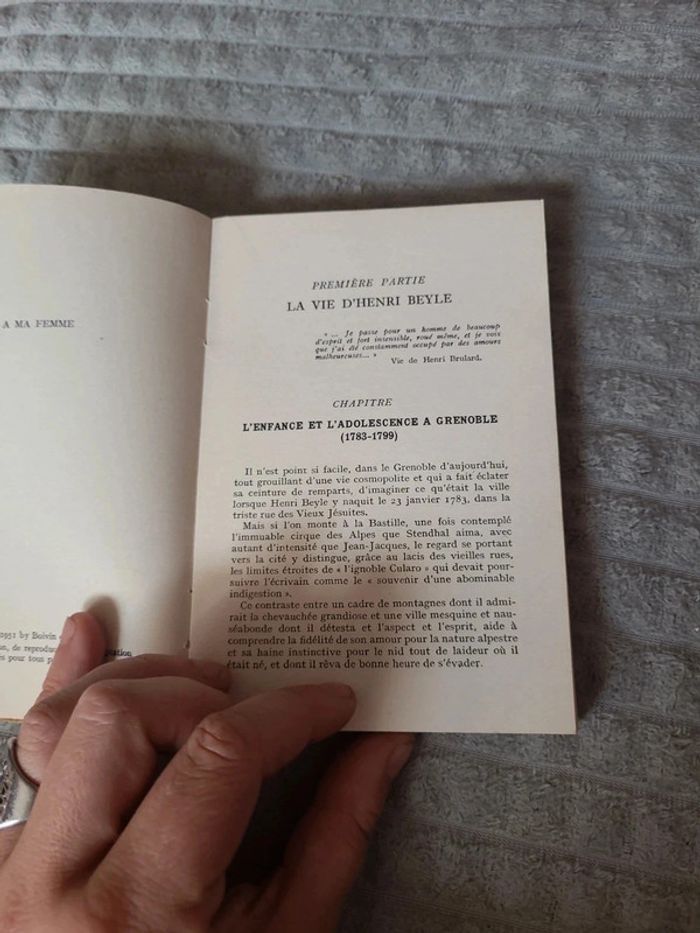 A MA FEMME
1951 by Boivin
on, de reproduc
s pour tous p
PREMIÈRE PARTIE
LA VIE D'HENRI BEYLE
« ... Je passe pour un homme de beaucoup
d'esprit et fort insensible, roué même, et je vois
que j'ai été constamment occupé par des amours
malheureuses... »
Vie de Henri Brulard.
CHAPITRE
L'ENFANCE ET L'ADOLESCENCE A GRENOBLE
(1783-1799)
Il n'est point si facile, dans le Grenoble d'aujourd'hui,
tout grouillant d'une vie cosmopolite et qui a fait éclater
sa ceinture de remparts, d'imaginer ce qu'était la ville
lorsque Henri Beyle y naquit le 23 janvier 1783, dans la
triste rue des Vieux Jésuites.
Mais si l'on monte à la Bastille, une fois contemplé
l'immuable cirque des Alpes que Stendhal aima, avec
autant d'intensité que Jean-Jacques, le regard se portant
vers la cité y distingue, grâce au lacis des vieilles rues,
les limites étroites de « l'ignoble Cularo » qui devait pour-
suivre l'écrivain comme le « souvenir d'une abominable
indigestion ».
Ce contraste entre un cadre de montagnes dont il admi-
rait la chevauchée grandiose et une ville mesquine et nau-
séabonde dont il détesta et l'aspect et l'esprit, aide à
comprendre la fidélité de son amour pour la nature alpestre
et sa haine instinctive pour le nid tout de laideur où il
était né, et dont il rêva de bonne heure de s'évader.